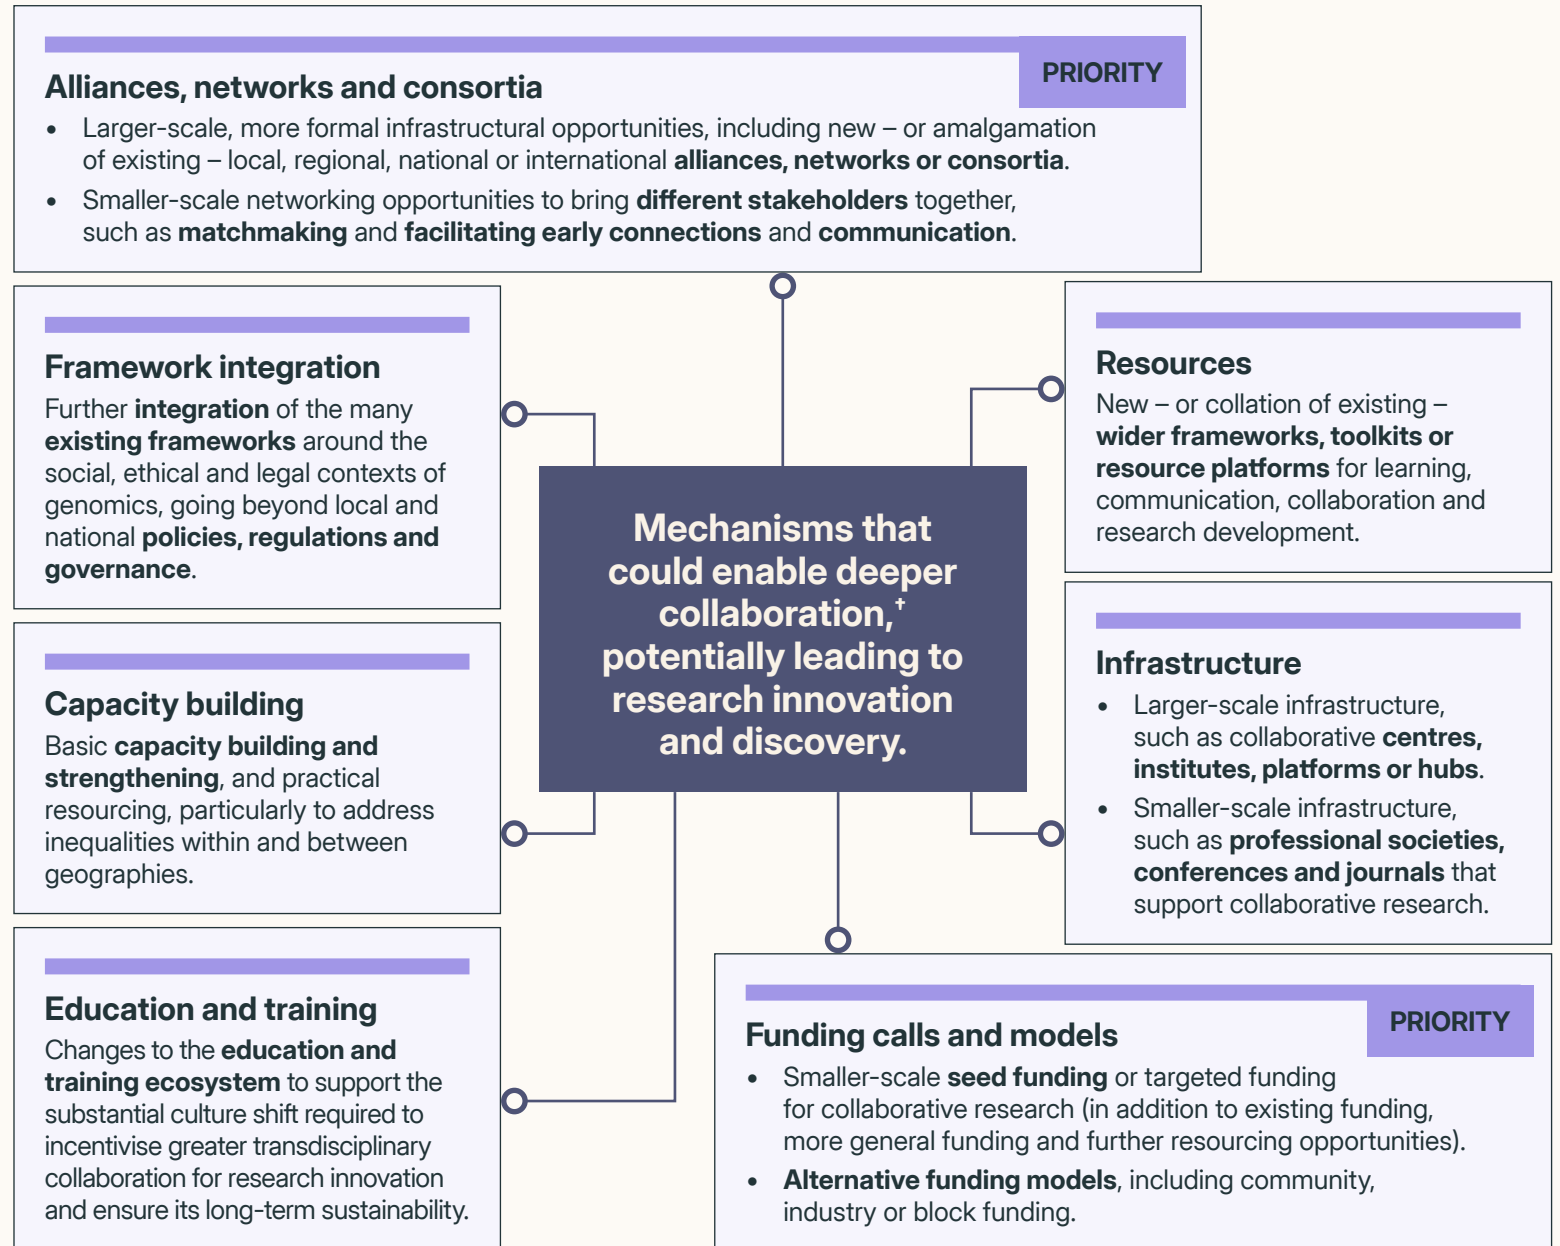 PRIORITY
Alliances, networks and consortia
• Larger-scale, more formal infrastructural opportunities, including new – or amalgamation
of existing – local, regional, national or international alliances, networks or consortia.
• Smaller-scale networking opportunities to bring different stakeholders together,
such as matchmaking and facilitating early connections and communication.
Framework integration
Further integration of the many
existing frameworks around the
social, ethical and legal contexts of
genomics, going beyond local and
national policies, regulations and
governance.
Resources
New – or collation of existing –
wider frameworks, toolkits or
resource platforms for learning,
communication, collaboration and
research development.
Mechanisms that
could enable deeper
collaboration,†
potentially leading to
research innovation
and discovery.
Capacity building
Basic capacity building and
strengthening, and practical
resourcing, particularly to address
inequalities within and between
geographies.
Infrastructure
• Larger-scale infrastructure,
such as collaborative centres,
institutes, platforms or hubs.
• Smaller-scale infrastructure,
such as professional societies,
conferences and journals that
support collaborative research.
Education and training
Changes to the education and
training ecosystem to support the
substantial culture shift required to
incentivise greater transdisciplinary
collaboration for research innovation
and ensure its long-term sustainability.
PRIORITY
Funding calls and models
• Smaller-scale seed funding or targeted funding
for collaborative research (in addition to existing funding,
more general funding and further resourcing opportunities).
• Alternative funding models, including community,
industry or block funding.